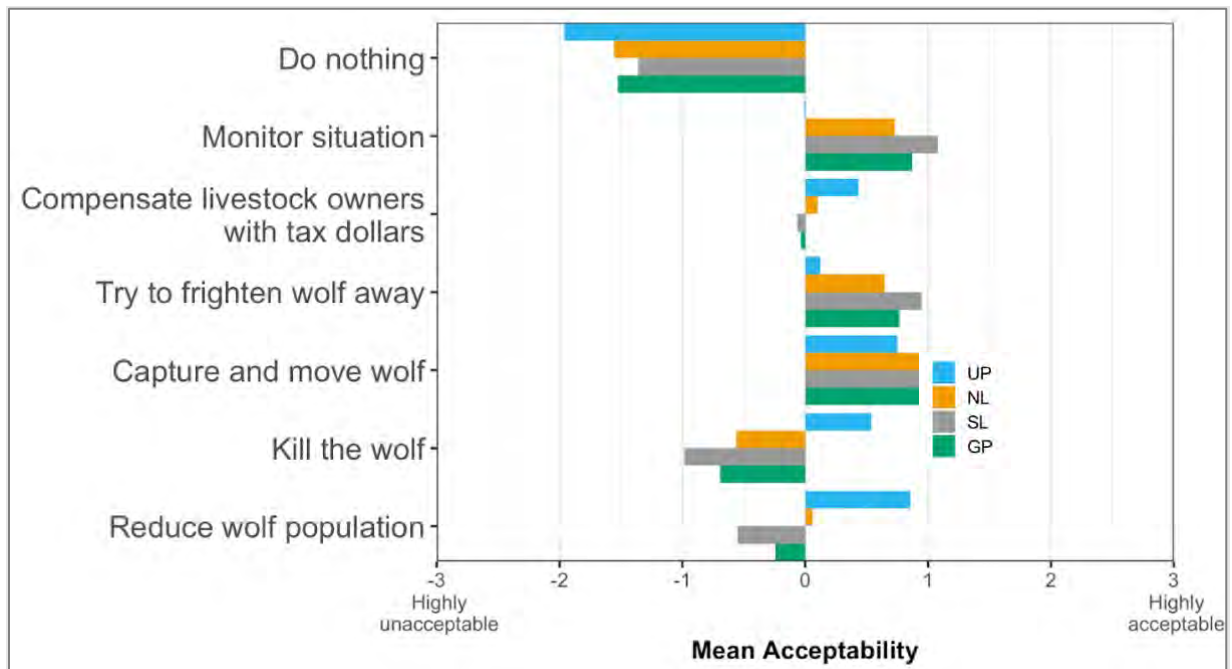 Do nothing
Monitor situation
Compensate livestock owners
with tax dollars
Try to frighten wolf away
Capture and move wolf
Kill the wolf
Reduce wolf population
UP
NL
SL
GP
-3 -2 -1 0 1 2 3
Highly Highly
unacceptable acceptable
Mean Acceptability